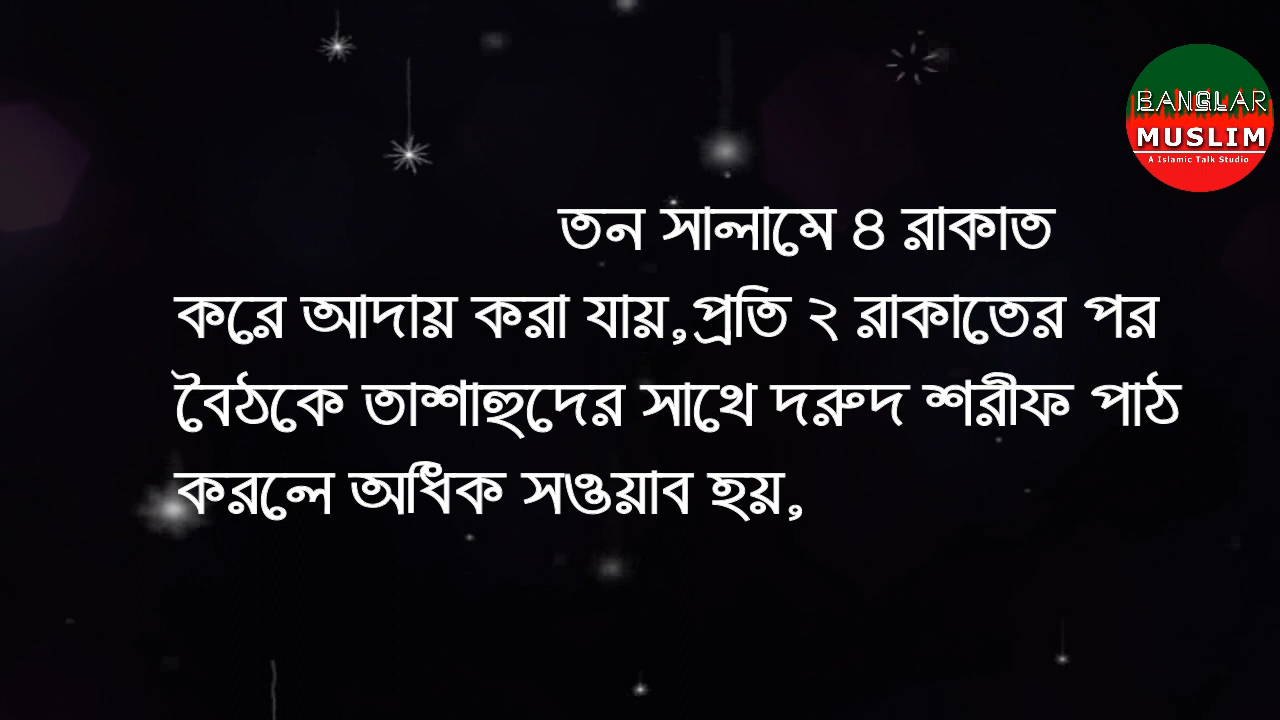 BANGLAR
MUSLIM
A Islamic Talk Studio
তন সালামে ৪ রাকাত
করে আদায় করা যায়,প্রতি ২ রাকাতের পর
বৈঠকে তাশাহুদের সাথে দরুদ শরীফ পাঠ
করলে অধিক সওয়াব হয়,